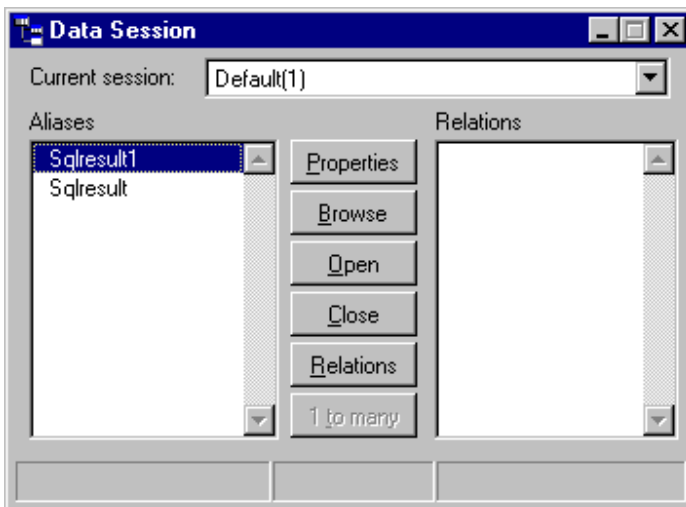 Data Session
Current session: Default(1)
Aliases
Relations
Sqlresult1
Sqlresult
Properties
Browse
Open
Close
Relations
1 to many